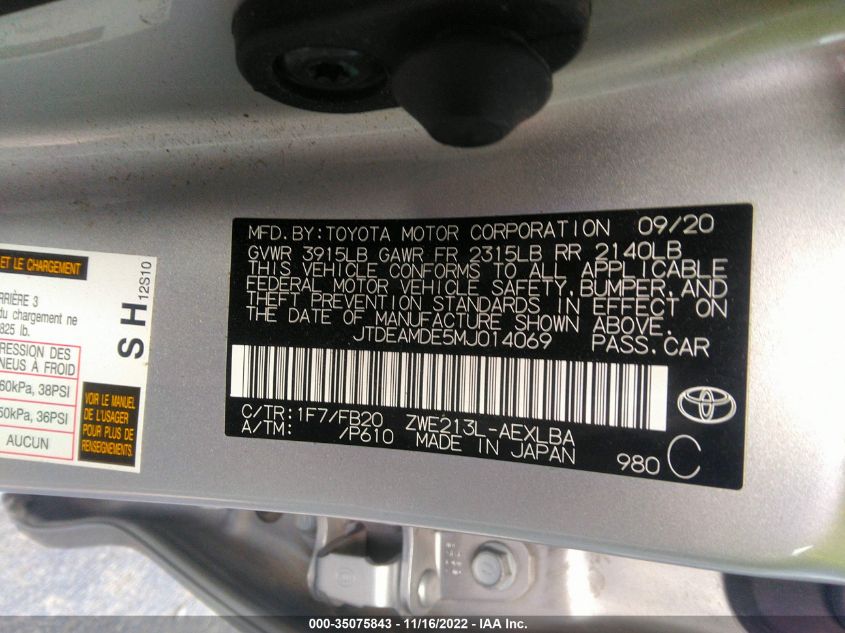 MFD.BY:TOYOTA MOTOR CORPORATION 09/20
GVWR 3915LB GAWR FR 2315LB RR 2140LB
THIS VEHICLE CONFORMS TO ALL APPLICABLE
FEDERAL MOTOR VEHICLE SAFETY, BUMPER, AND
THEFT PREVENTION STANDARDS IN EFFECT ON
THE DATE OF MANUFACTURE SHOWN ABOVE.
JTDEAMDE5MJ014069 PASS.CAR
C/TR:1F7/FB20 ZWE213L-AEXLBA
A/TM: /P610 MADE IN JAPAN
980 C
ET LE CHARGEMENT
RRIÈRE 3
du chargement ne
825 lb.
PRESSION DES
NEUS À FROID
60kPa, 38PSI
50kPa, 36PSI
AUCUN
SH
12S10
VOIR LE MANUEL
DE L'USAGER
POUR PLUS DE
RENSEIGNEMENTS.
000-35075843 - 11/16/2022 - IAA Inc.